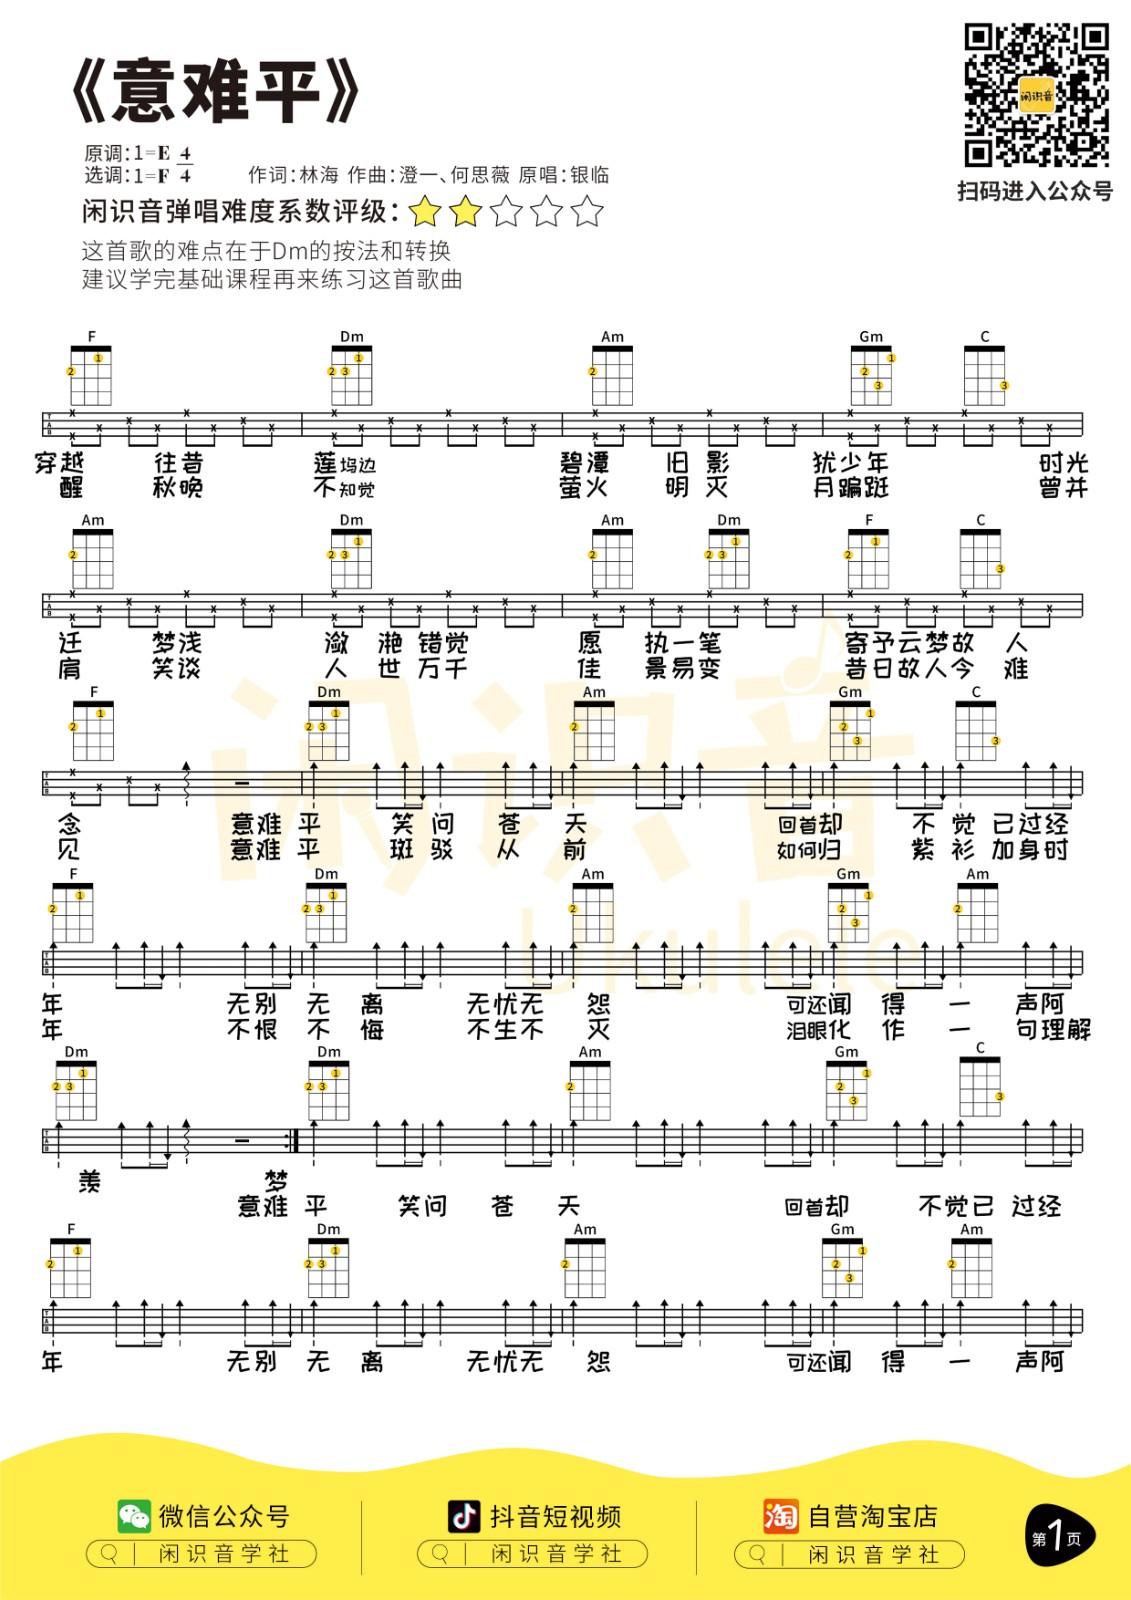 《意难平》
闲识音
扫码进入公众号
原调:1=E 4/4
选调:1=F
作词:林海 作曲:澄一、何思薇 原唱:银临
闲识音弹唱难度系数评级:
这首歌的难点在于Dm的按法和转换
建议学完基础课程再来练习这首歌曲
F Dm Am Gm C
穿越 往昔 莲坞边 碧潭 旧影 犹少年 时光
醒 秋晚 不知觉 萤火 明灭 月蹁跹 曾并
Am Dm Am Dm F C
迁 梦浅 潋滟错觉 愿 执一笔 寄予云梦故 人
肩 笑谈 人世万千 佳 景易变 昔日故人今 难
F Dm Am Gm C
念 意难平 笑问苍天 回首却 不觉已过经
见 意难平 斑驳从前 如何归 紫衫加身时
F Dm Am Gm Am
年 无别无离 无忧无怨 可还闻得一声阿
年 不恨不悔 不生不灭 泪眼化作一句理解
Dm Dm Am Gm C
羡 梦
意难平 笑问苍天 回首却 不觉已过经
F Dm Am Gm Am
年 无别无离 无忧无怨 可还闻得一声阿
闲识音
Ukulele
微信公众号 抖音短视频 淘 自营淘宝店
闲识音学社 闲识音学社 闲识音学社
第1页